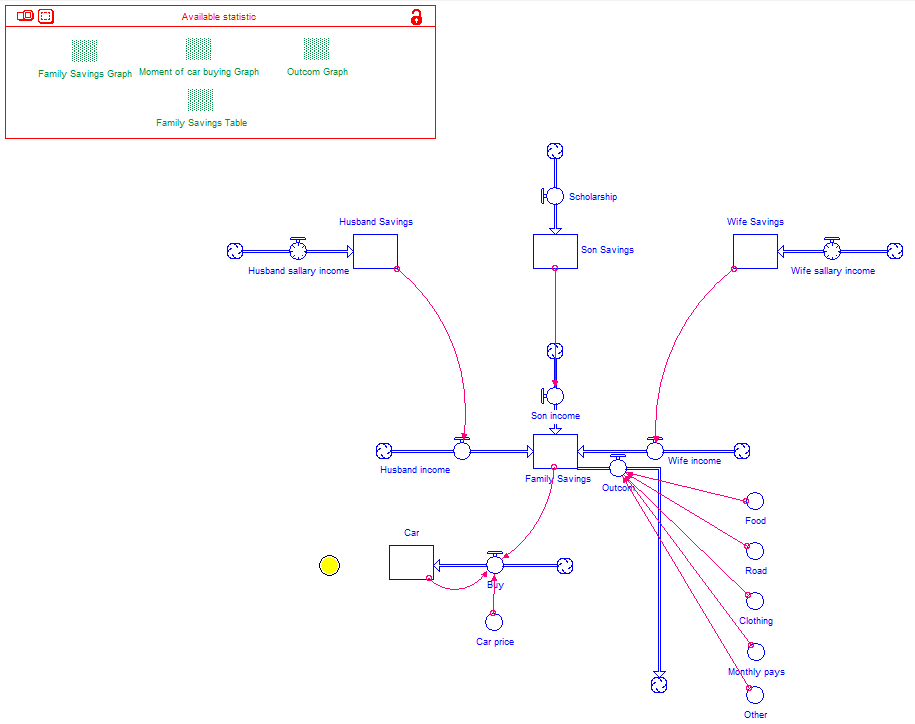 Available statistic
Family Savings Graph
Moment of car buying Graph
Outcom Graph
Family Savings Table
Scholarship
Husband Savings
Wife Savings
Son Savings
Husband sallary income
Wife sallary income
Son income
Husband income
Wife income
Family Savings
Outcom
Food
Car
Road
Buy
Clothing
Car price
Monthly pays
Other